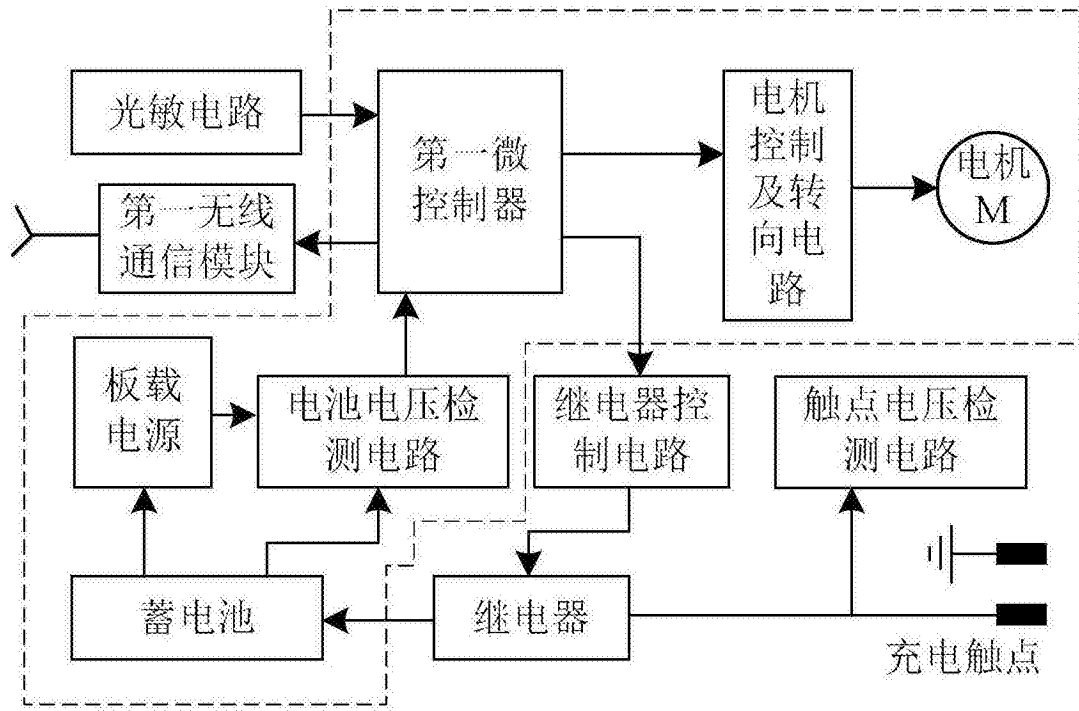 光敏电路
第一无线
通信模块
第一微
控制器
电机
控制
及转
向电
路
电机
M
板载
电源
电池电压检
测电路
继电器控
制电路
触点电压检
测电路
蓄电池
继电器
充电触点